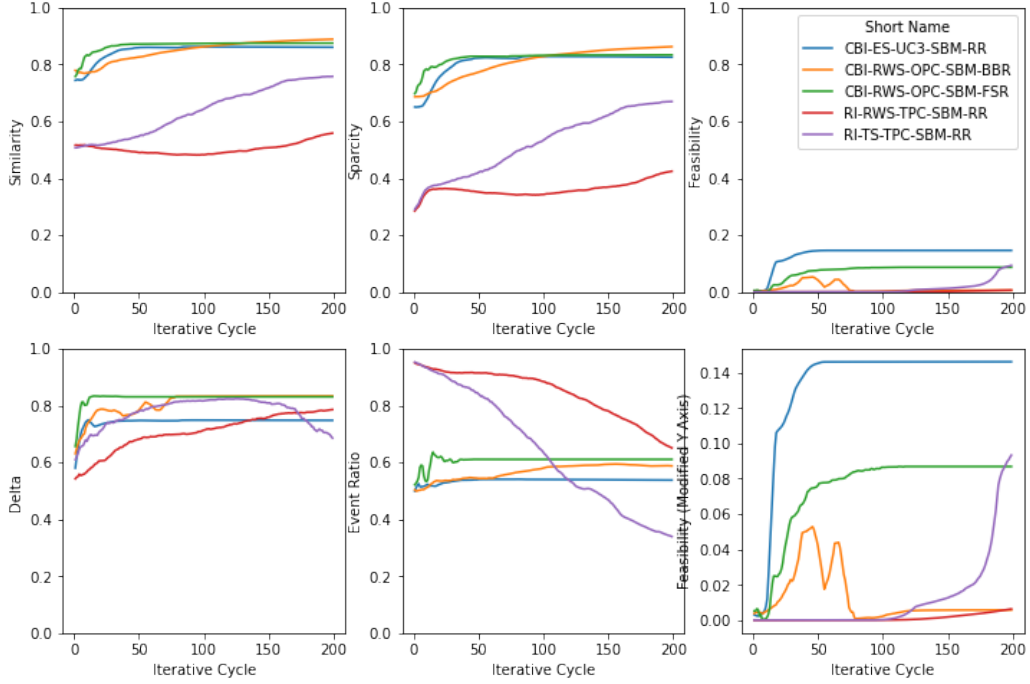 1.0
0.8
0.6
0.4
0.2
0.0
Similarity
0 50 100 150 200
Iterative Cycle
1.0
0.8
0.6
0.4
0.2
0.0
Sparcity
0 50 100 150 200
Iterative Cycle
1.0
0.8
0.6
0.4
0.2
0.0
Feasibility
0 50 100 150 200
Iterative Cycle
Short Name
CBI-ES-UC3-SBM-RR
CBI-RWS-OPC-SBM-BBR
CBI-RWS-OPC-SBM-FSR
RI-RWS-TPC-SBM-RR
RI-TS-TPC-SBM-RR
1.0
0.8
0.6
0.4
0.2
0.0
Delta
0 50 100 150 200
Iterative Cycle
1.0
0.8
0.6
0.4
0.2
0.0
Event Ratio
0 50 100 150 200
Iterative Cycle
0.14
0.12
0.10
0.08
0.06
0.04
0.02
0.00
Feasibility (Modified Y Axis)
0 50 100 150 200
Iterative Cycle